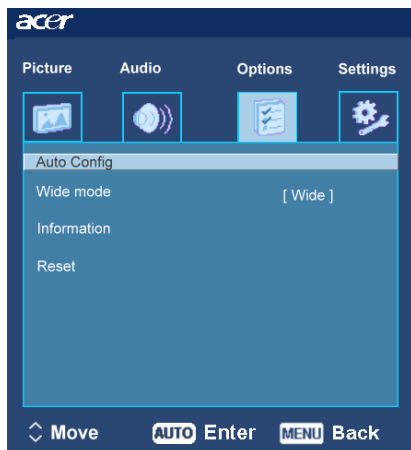 acer
Picture Audio Options Settings
Auto Config
Wide mode [ Wide ]
Information
Reset
Move AUTO Enter MENU Back